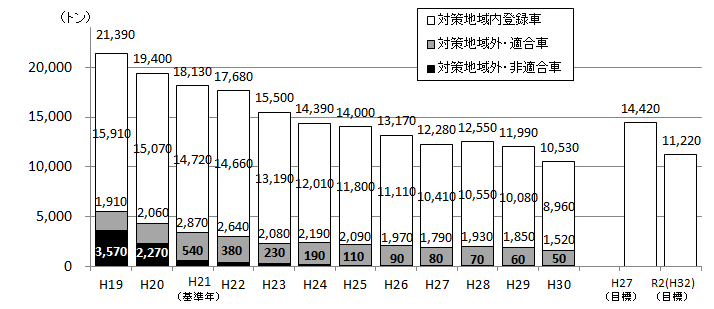 (トン)
□対策地域内登録車
■対策地域外・適合車
■対策地域外・非適合車
21,390 19,400 18,130 17,680 15,500 14,390 14,000 13,170 12,280 12,550 11,990 10,530 14,420 11,220
20,000
15,000
10,000
5,000
0
15,910 15,070 14,720 14,660 13,190 12,010 11,800 11,110 10,410 10,550 10,080 8,960
1,910 2,060 2,870 2,640 2,080 2,190 2,090 1,970 1,790 1,930 1,850 1,520
3,570 2,270 540 380 230 190 110 90 80 70 60 50
H19 H20 H21 H22 H23 H24 H25 H26 H27 H28 H29 H30 H27 R2(H32)
(基準年) (目標) (目標)